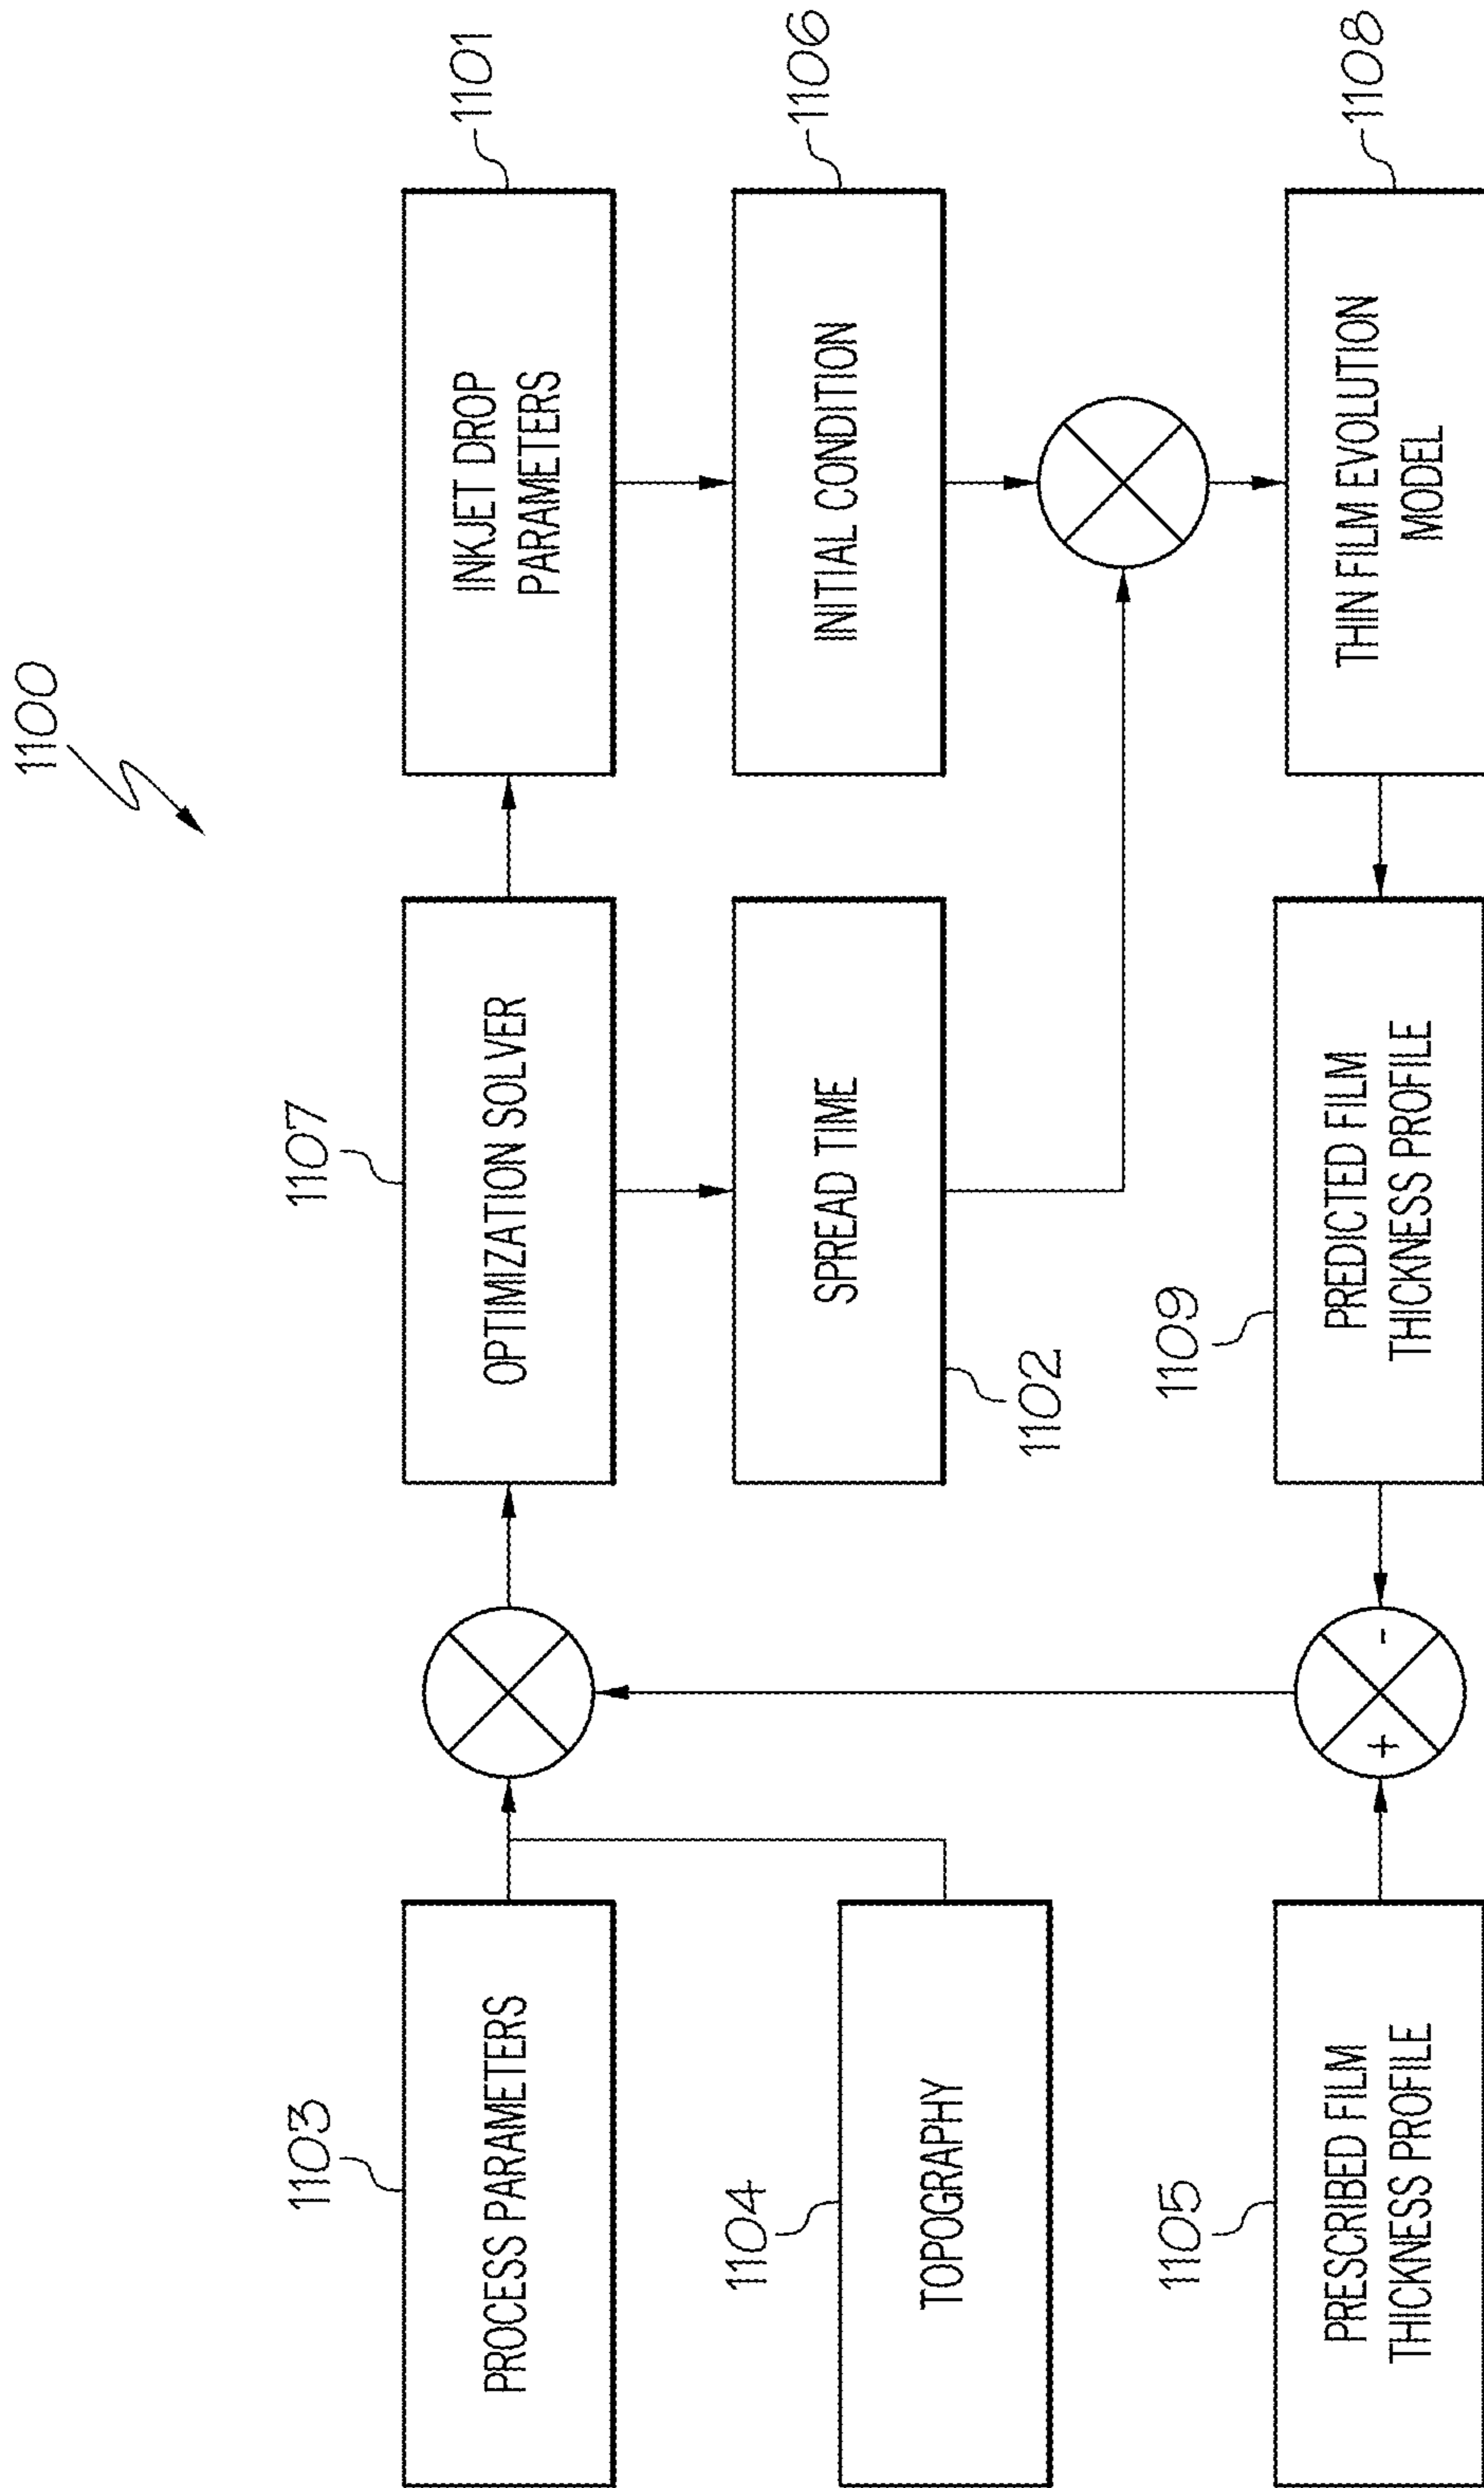 1100
1103
PROCESS PARAMETERS
1107
OPTIMIZATION SOLVER
INKJET DROP
PARAMETERS
1101
1104
TOPOGRAPHY
SPREAD TIME
1102
INITIAL CONDITION
1106
1105
PRESCRIBED FILM
THICKNESS PROFILE
+
-
1109
PREDICTED FILM
THICKNESS PROFILE
THIN FILM EVOLUTION
MODEL
1108